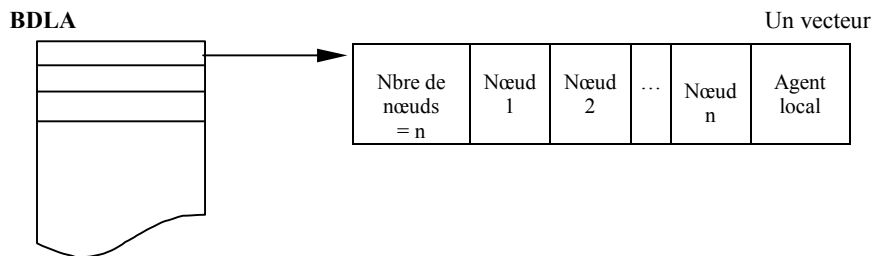 BDLA
Un vecteur
Nbre de
nœuds
= n
Nœud
1
Nœud
2
…
Nœud
n
Agent
local